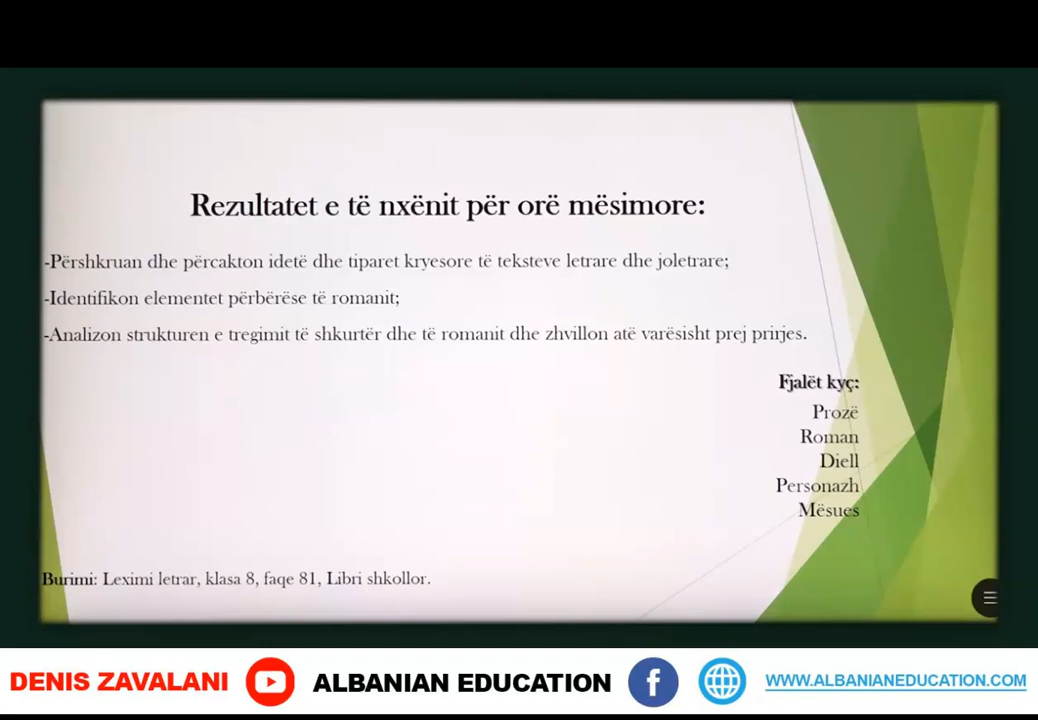 Rezultatet e të nxënit për orë mësimore:
-Përshkruan dhe përcakton idetë dhe tiparet kryesore të teksteve letrare dhe joletrare;
-Identifikon elementet përbërëse të romanit;
-Analizon strukturen e tregimit të shkurtër dhe të romanit dhe zhvillon atë varësisht prej prirjes.
Fjalët kyç:
Prozë
Roman
Diell
Personazh
Mësues
Burimi: Leximi letrar, klasa 8, faqe 81, Libri shkollor.
DENIS ZAVALANI ALBANIAN EDUCATION WWW.ALBANIANEDUCATION.COM